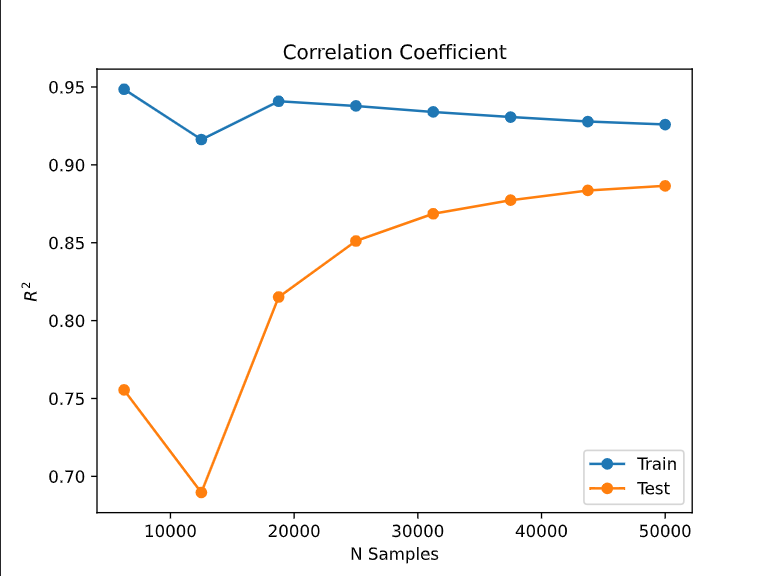 Correlation Coefficient
0.95
0.90
0.85
0.80
0.75
0.70
R²
10000 20000 30000 40000 50000
N Samples
Train
Test